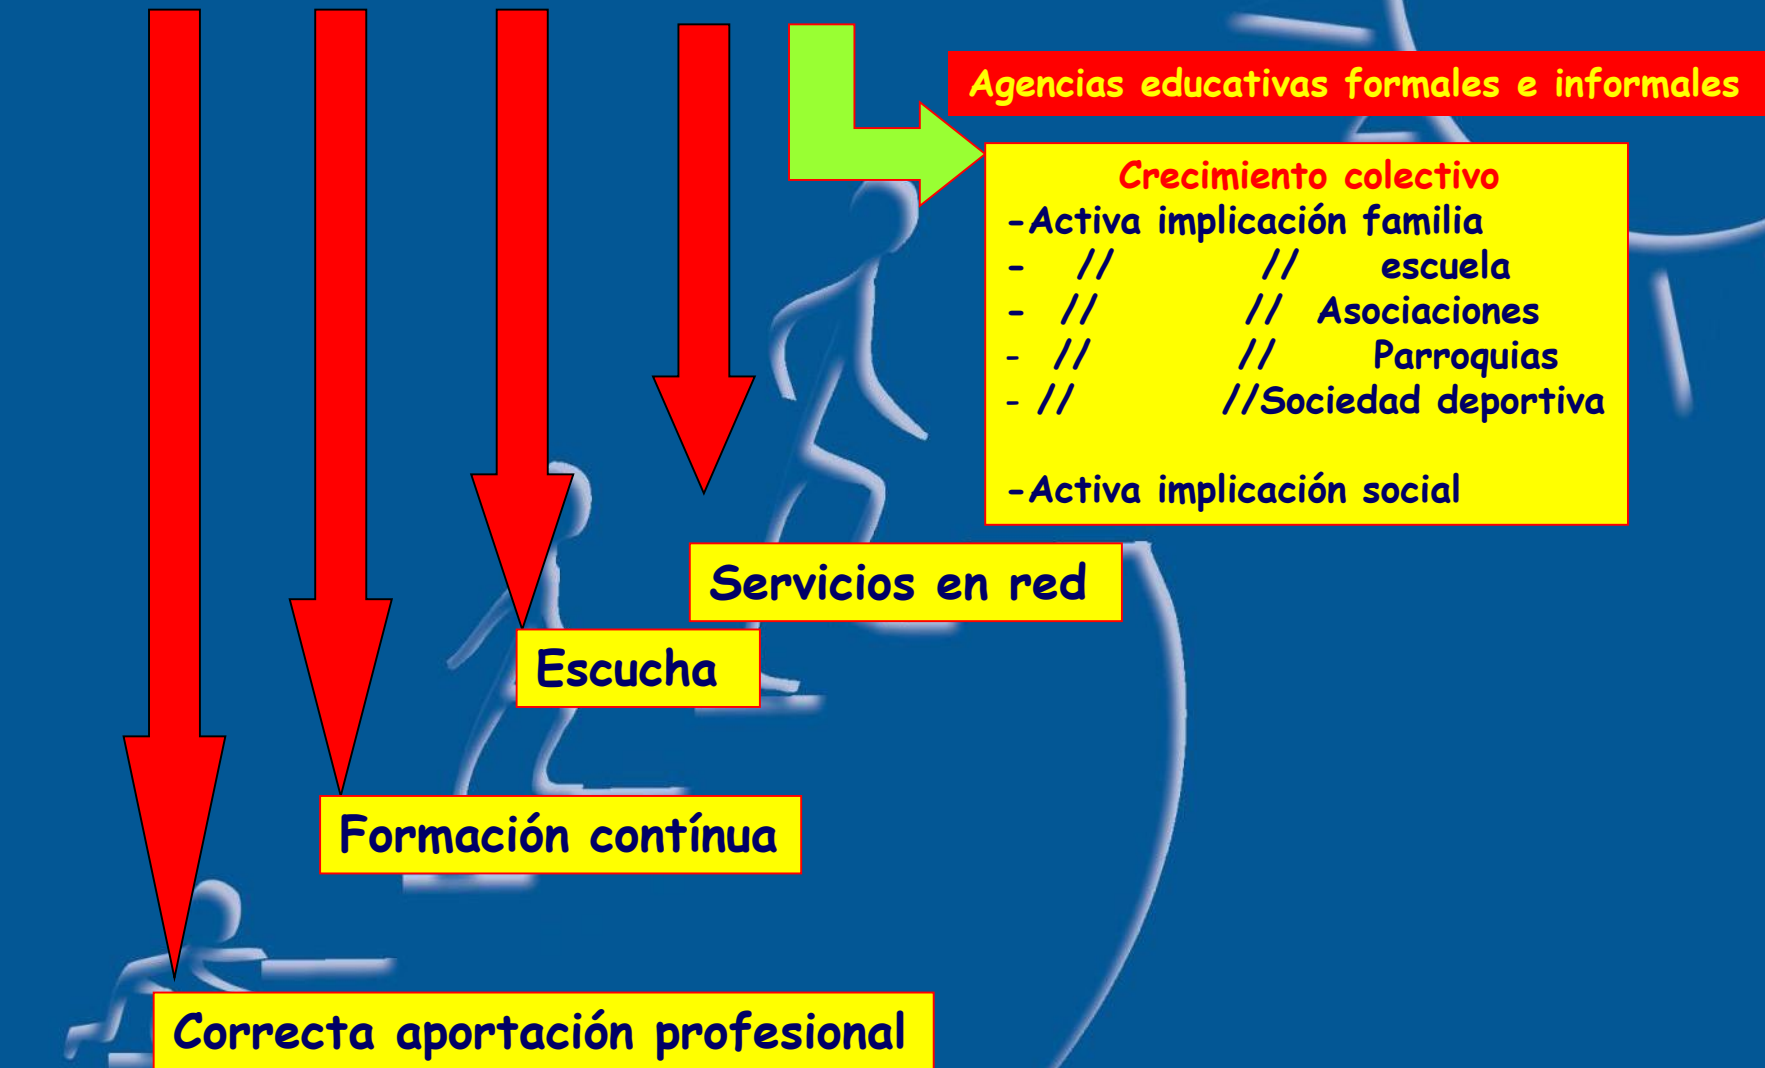 Agencias educativas formales e informales
Crecimiento colectivo
-Activa implicación familia
- // // escuela
- // // Asociaciones
- // // Parroquias
- // //Sociedad deportiva
-Activa implicación social
Servicios en red
Escucha
Formación contínua
Correcta aportación profesional